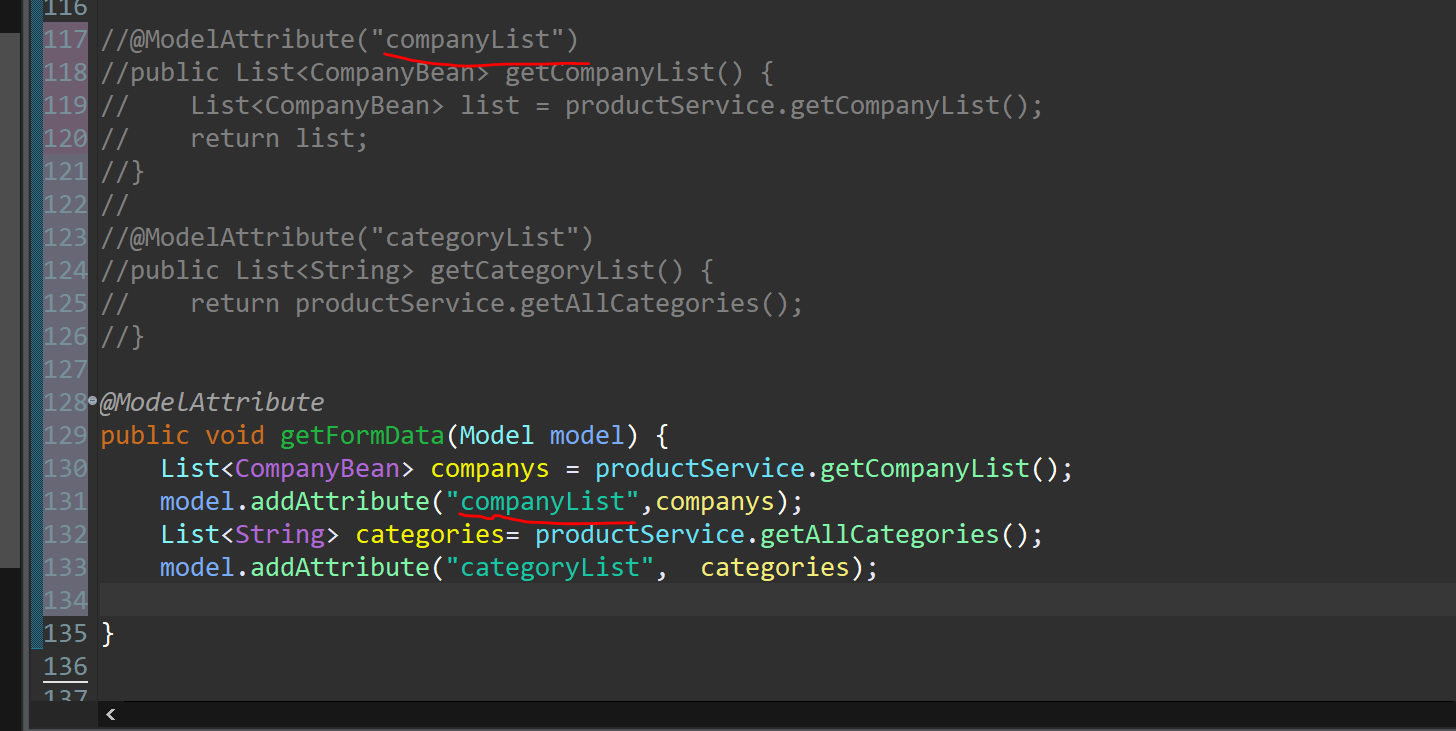 116
117 //@ModelAttribute("companyList")
118 //public List<CompanyBean> getCompanyList() {
119 //    List<CompanyBean> list = productService.getCompanyList();
120 //    return list;
121 //}
122 //
123 //@ModelAttribute("categoryList")
124 //public List<String> getCategoryList() {
125 //    return productService.getAllCategories();
126 //}
127
128 @ModelAttribute
129 public void getFormData(Model model) {
130     List<CompanyBean> companys = productService.getCompanyList();
131     model.addAttribute("companyList",companys);
132     List<String> categories= productService.getAllCategories();
133     model.addAttribute("categoryList",  categories);
134
135 }
136
137